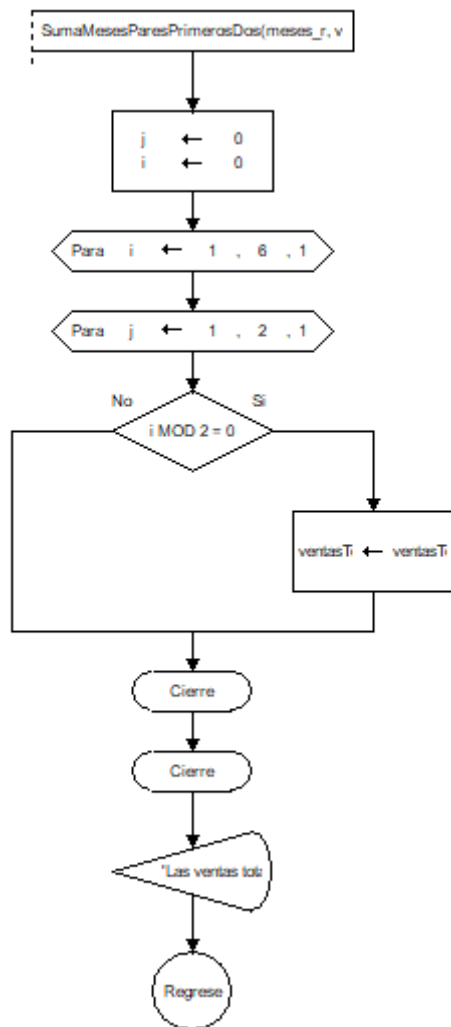 SumaMesesParesPrimerosDos(meses_r, v
j ← 0
i ← 0
Para i ← 1 , 6 , 1
Para j ← 1 , 2 , 1
No
Si
i MOD 2 = 0
ventasT ← ventasT
Cierre
Cierre
"Las ventas tota
Regrese